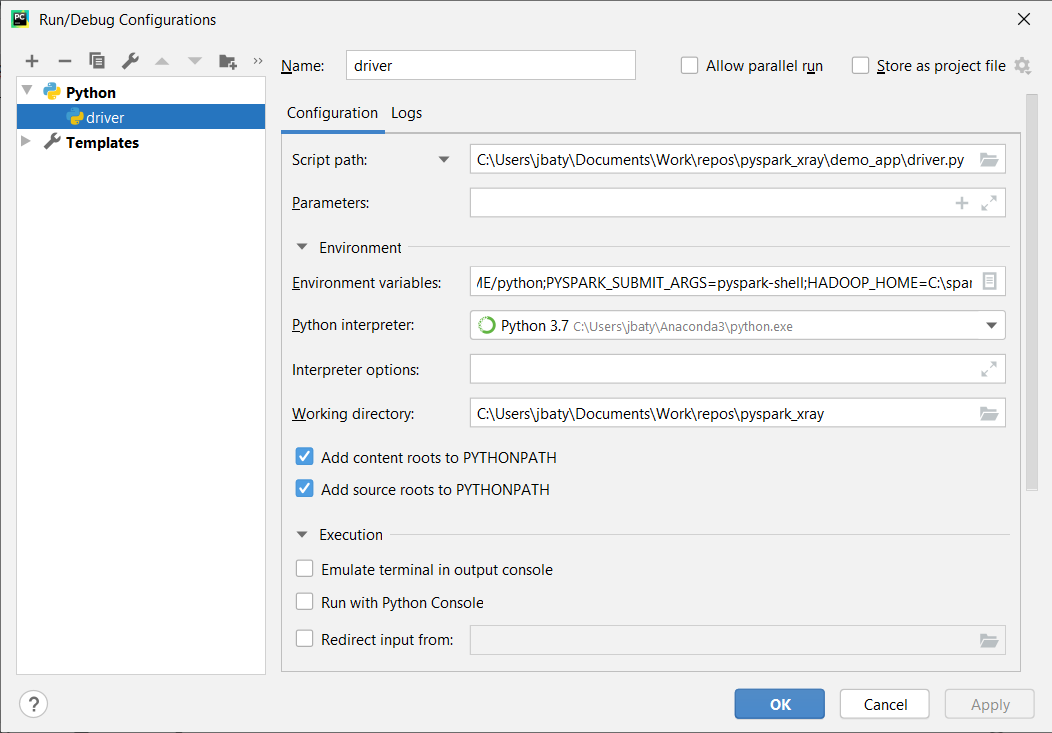 Run/Debug Configurations
Name: driver Allow parallel run Store as project file
Python
driver
Templates
Configuration Logs
Script path: C:\Users\jbaty\Documents\Work\repos\pyspark_xray\demo_app\driver.py
Parameters:
Environment
Environment variables: ME/python;PYSPARK_SUBMIT_ARGS=pyspark-shell;HADOOP_HOME=C:\spar
Python interpreter: Python 3.7 C:\Users\jbaty\Anaconda3\python.exe
Interpreter options:
Working directory: C:\Users\jbaty\Documents\Work\repos\pyspark_xray
Add content roots to PYTHONPATH
Add source roots to PYTHONPATH
Execution
Emulate terminal in output console
Run with Python Console
Redirect input from:
? OK Cancel Apply